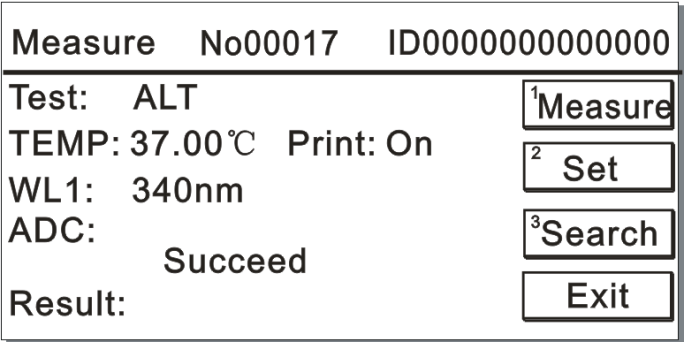 Measure No00017 ID0000000000000
Test: ALT
1Measure
TEMP: 37.00℃ Print: On
2 Set
WL1: 340nm
ADC:
3Search
Succeed
Result:
Exit